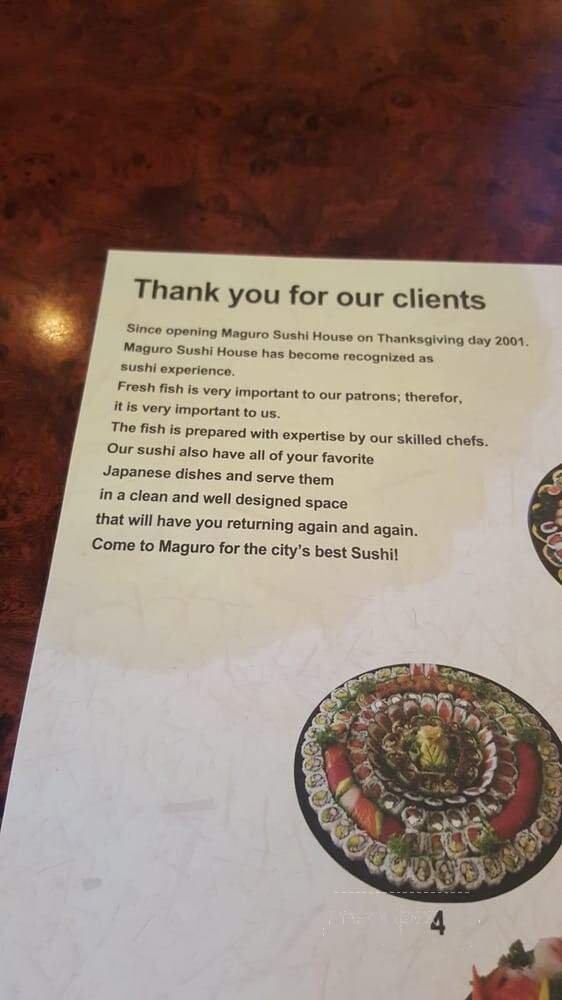 Thank you for our clients
Since opening Maguro Sushi House on Thanksgiving day 2001.
Maguro Sushi House has become recognized as
sushi experience.
Fresh fish is very important to our patrons; therefor,
it is very important to us.
The fish is prepared with expertise by our skilled chefs.
Our sushi also have all of your favorite
Japanese dishes and serve them
in a clean and well designed space
that will have you returning again and again.
Come to Maguro for the city's best Sushi!
4